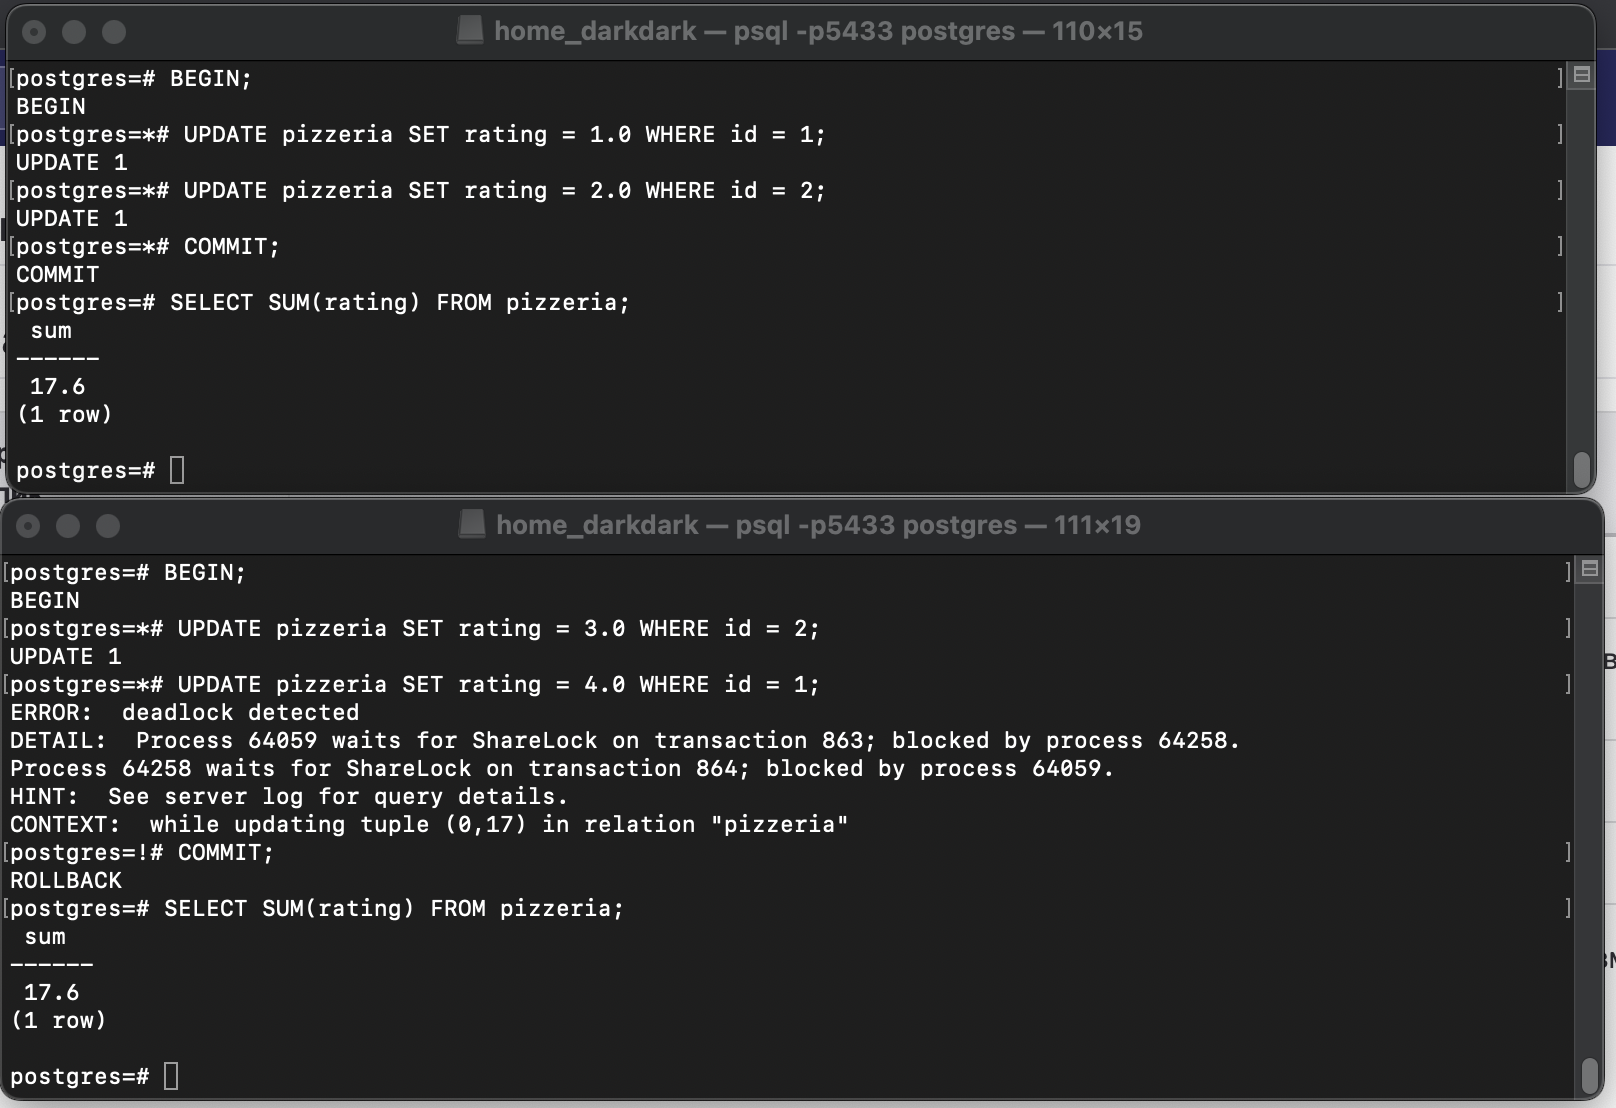 home_darkdark — psql -p5433 postgres — 110×15
[postgres=# BEGIN; ]
BEGIN
[postgres=*# UPDATE pizzeria SET rating = 1.0 WHERE id = 1; ]
UPDATE 1
[postgres=*# UPDATE pizzeria SET rating = 2.0 WHERE id = 2; ]
UPDATE 1
[postgres=*# COMMIT; ]
COMMIT
[postgres=# SELECT SUM(rating) FROM pizzeria; ]
sum
------
17.6
(1 row)
postgres=#
home_darkdark — psql -p5433 postgres — 111×19
[postgres=# BEGIN; ]
BEGIN
[postgres=*# UPDATE pizzeria SET rating = 3.0 WHERE id = 2; ]
UPDATE 1
[postgres=*# UPDATE pizzeria SET rating = 4.0 WHERE id = 1; ]
ERROR:  deadlock detected
DETAIL:  Process 64059 waits for ShareLock on transaction 863; blocked by process 64258.
Process 64258 waits for ShareLock on transaction 864; blocked by process 64059.
HINT:  See server log for query details.
CONTEXT:  while updating tuple (0,17) in relation "pizzeria"
[postgres=!# COMMIT; ]
ROLLBACK
[postgres=# SELECT SUM(rating) FROM pizzeria; ]
sum
------
17.6
(1 row)
postgres=#